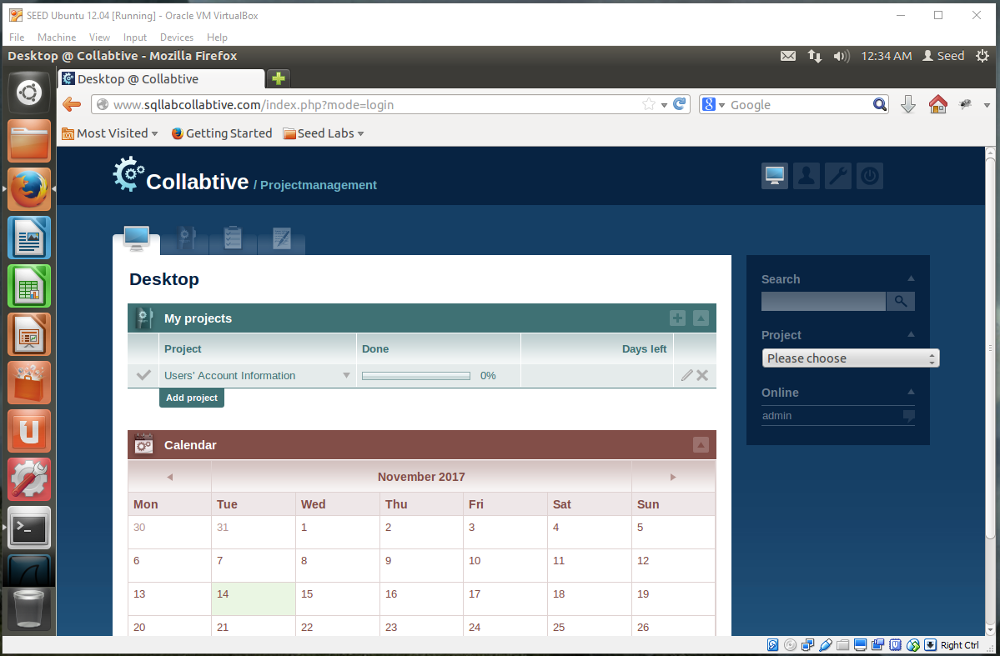 SEED Ubuntu 12.04 [Running] - Oracle VM VirtualBox
File Machine View Input Devices Help
Desktop @ Collabtive - Mozilla Firefox 12:34 AM Seed
Desktop @ Collabtive
www.sqllabcollabtive.com/index.php?mode=login 8 Google
Most Visited Getting Started Seed Labs
Collabtive / Projectmanagement
Desktop
My projects
Project Done Days left
Users' Account Information 0%
Add project
Calendar
November 2017
Mon Tue Wed Thu Fri Sat Sun
30 31 1 2 3 4 5
6 7 8 9 10 11 12
13 14 15 16 17 18 19
20 21 22 23 24 25 26
Search
Project
Please choose
Online
admin
Right Ctrl